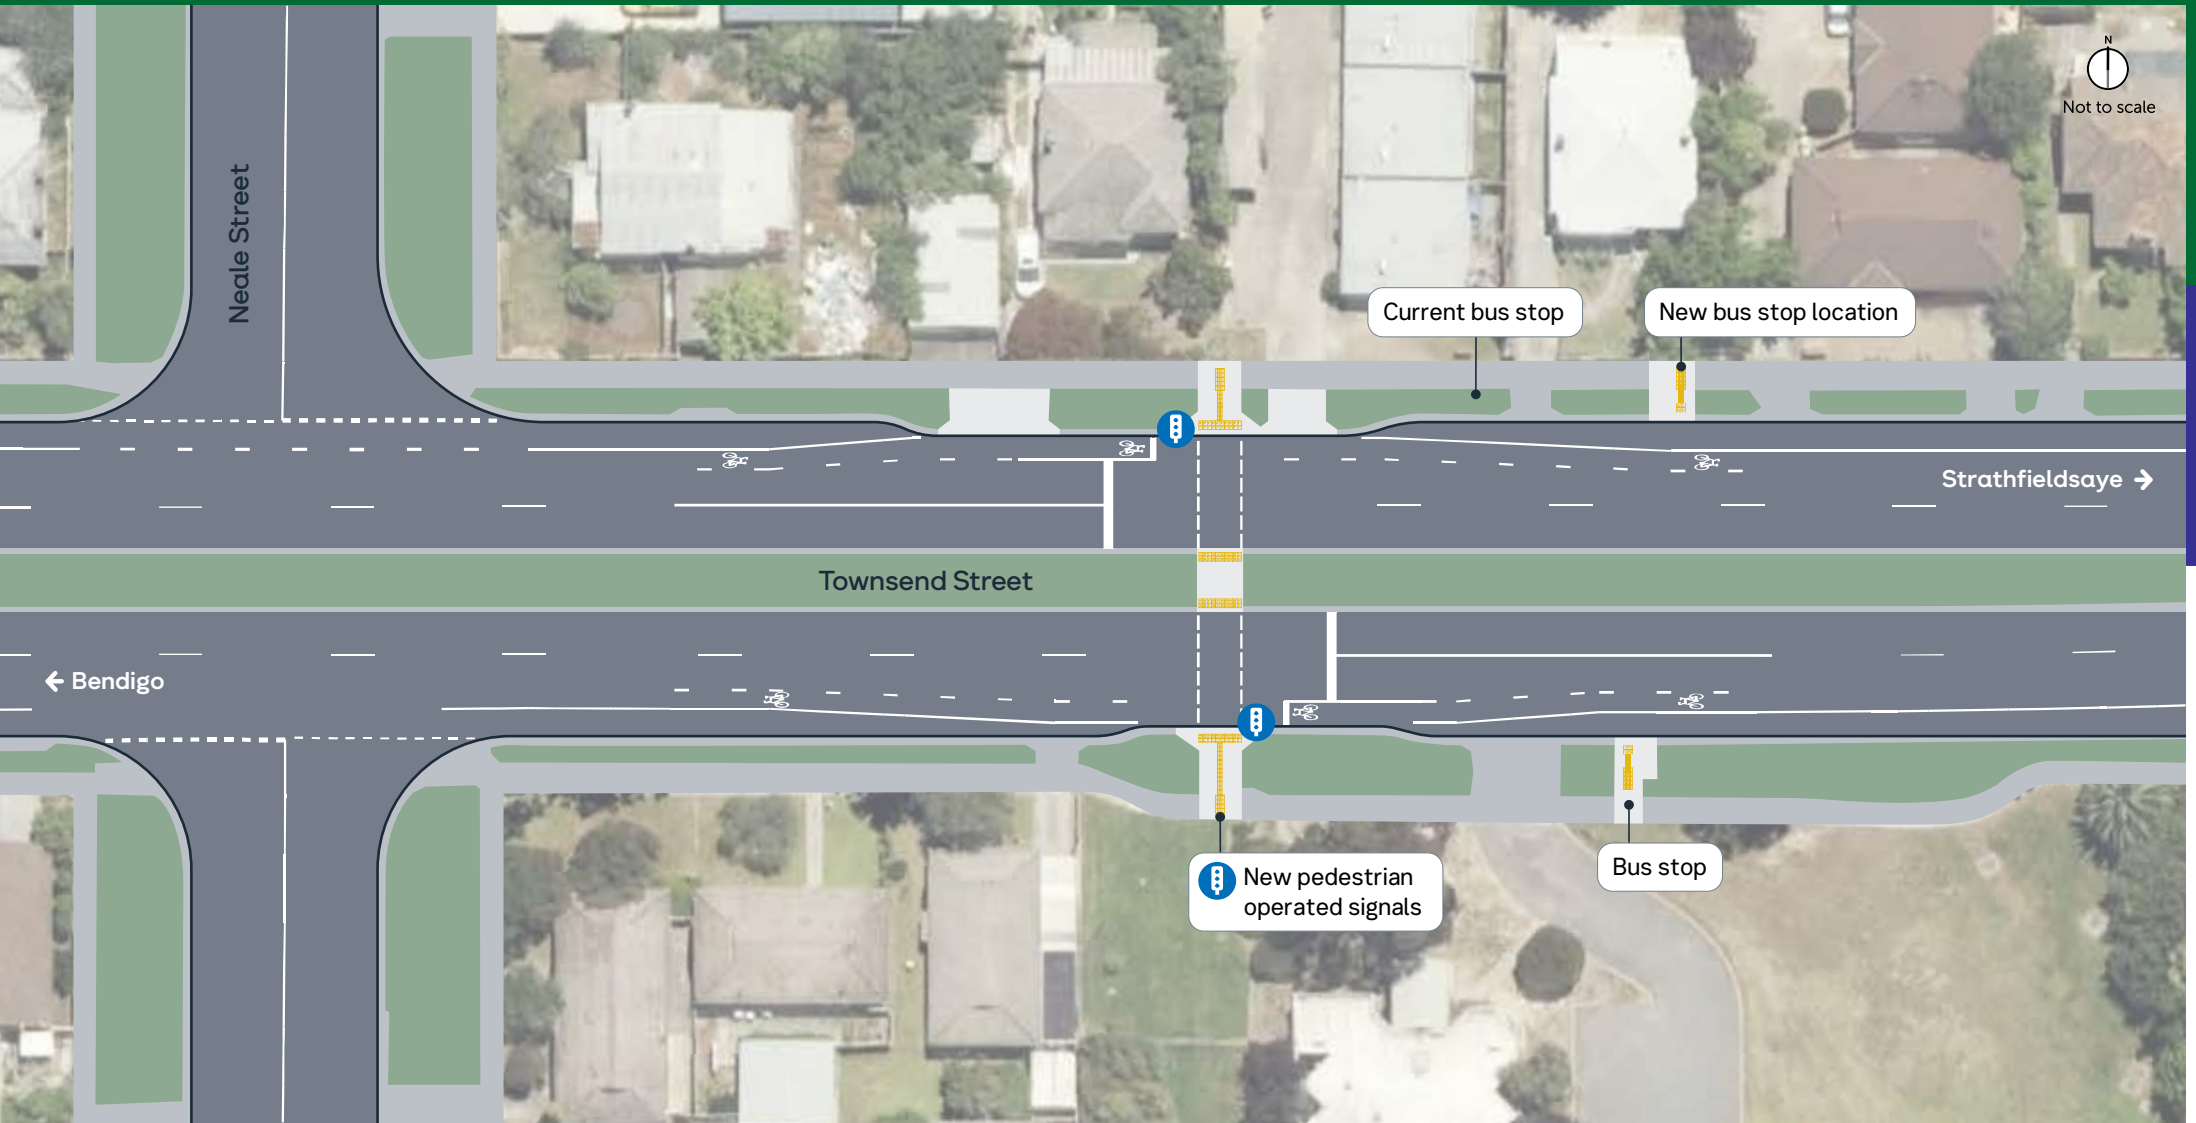 N
Not to scale
Neale Street
Current bus stop
New bus stop location
Strathfieldsaye →
Townsend Street
← Bendigo
New pedestrian
operated signals
Bus stop